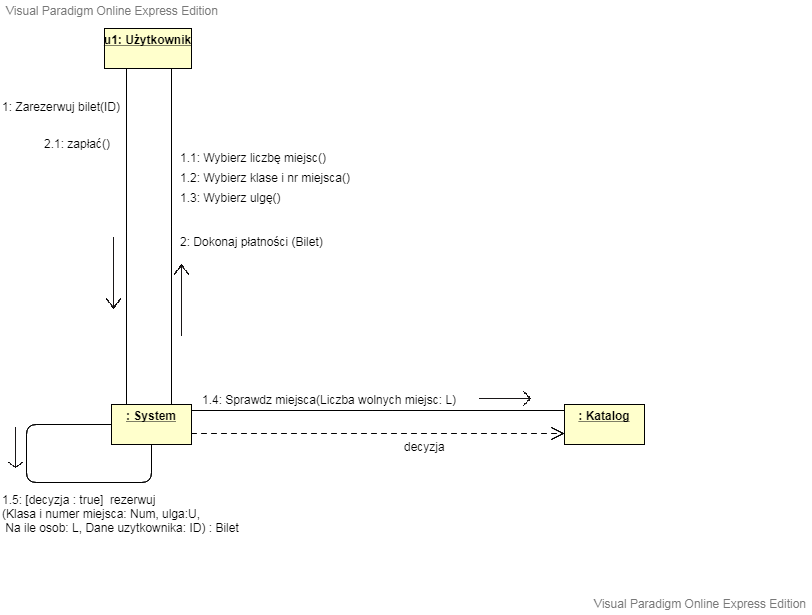 Visual Paradigm Online Express Edition
u1: Użytkownik
1: Zarezerwuj bilet(ID)
2.1: zapłać()
1.1: Wybierz liczbę miejsc()
1.2: Wybierz klase i nr miejsca()
1.3: Wybierz ulgę()
2: Dokonaj płatności (Bilet)
1.4: Sprawdz miejsca(Liczba wolnych miejsc: L)
: System
: Katalog
decyzja
1.5: [decyzja : true] rezerwuj
(Klasa i numer miejsca: Num, ulga:U,
Na ile osob: L, Dane uzytkownika: ID) : Bilet
Visual Paradigm Online Express Edition